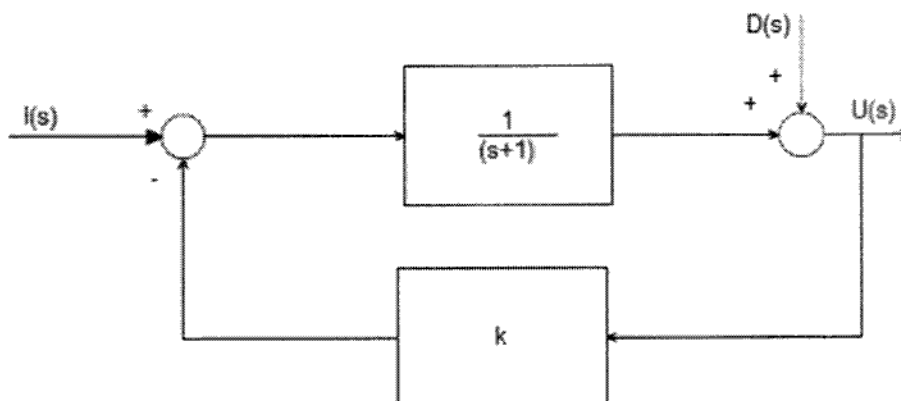 D(s)
+
I(s)
+
1
(s+1)
+
U(s)
-
k